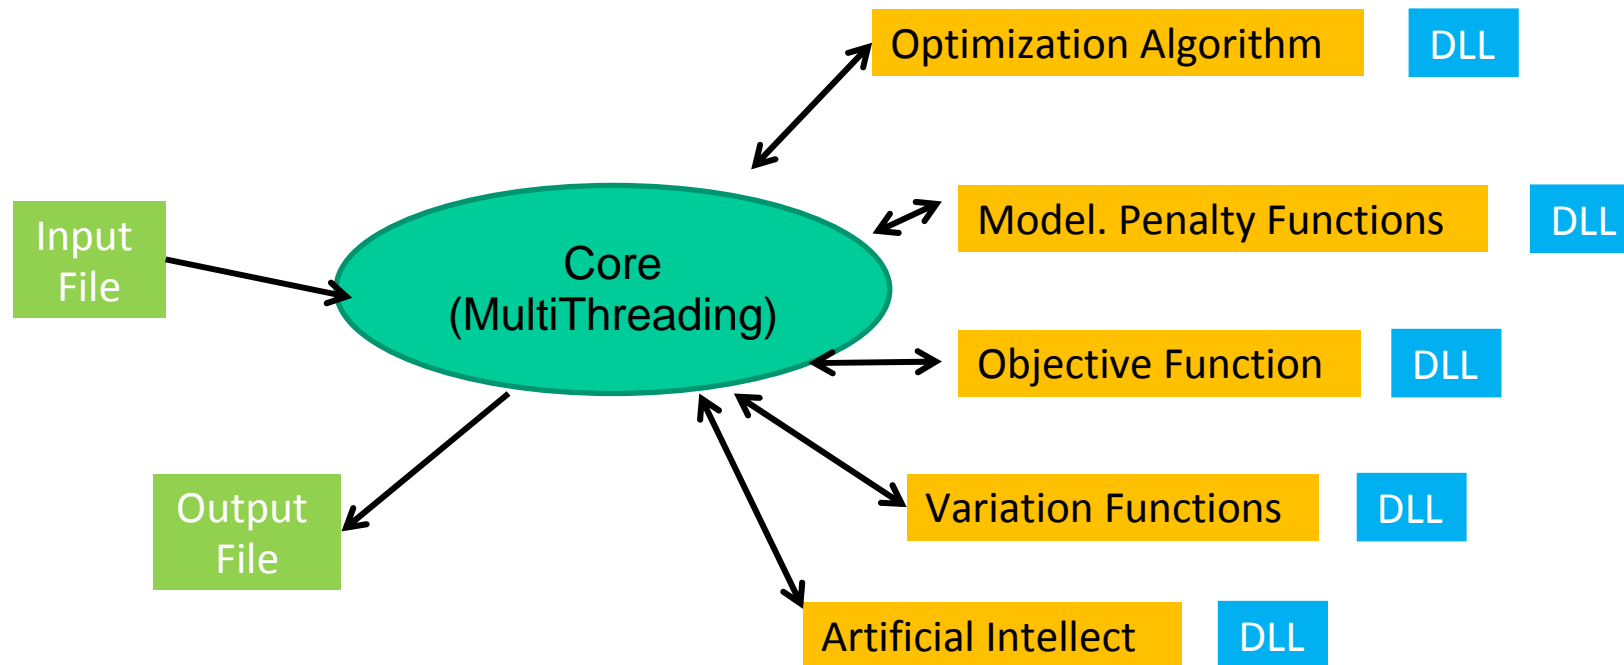 Optimization Algorithm
DLL
Model. Penalty Functions
DLL
Input
File
Core
(MultiThreading)
Objective Function
DLL
Output
File
Variation Functions
DLL
Artificial Intellect
DLL